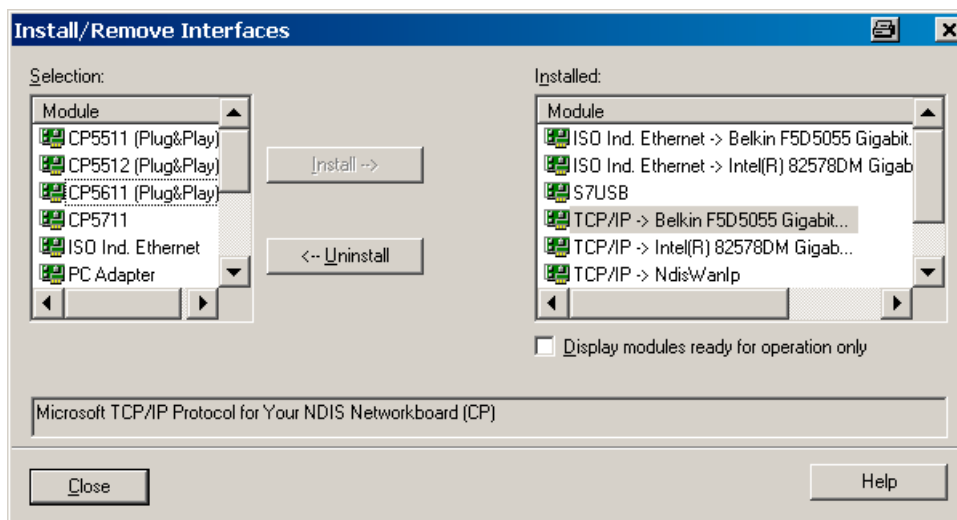 Install/Remove Interfaces
Selection:
Module
CP5511 (Plug&Play)
CP5512 (Plug&Play)
CP5611 (Plug&Play)
CP5711
ISO Ind. Ethernet
PC Adapter
Install -->
<-- Uninstall
Installed:
Module
ISO Ind. Ethernet -> Belkin F5D5055 Gigabit.
ISO Ind. Ethernet -> Intel(R) 82578DM Gigab
S7USB
TCP/IP -> Belkin F5D5055 Gigabit...
TCP/IP -> Intel(R) 82578DM Gigab...
TCP/IP -> NdisWanIp
Display modules ready for operation only
Microsoft TCP/IP Protocol for Your NDIS Networkboard (CP)
Close
Help